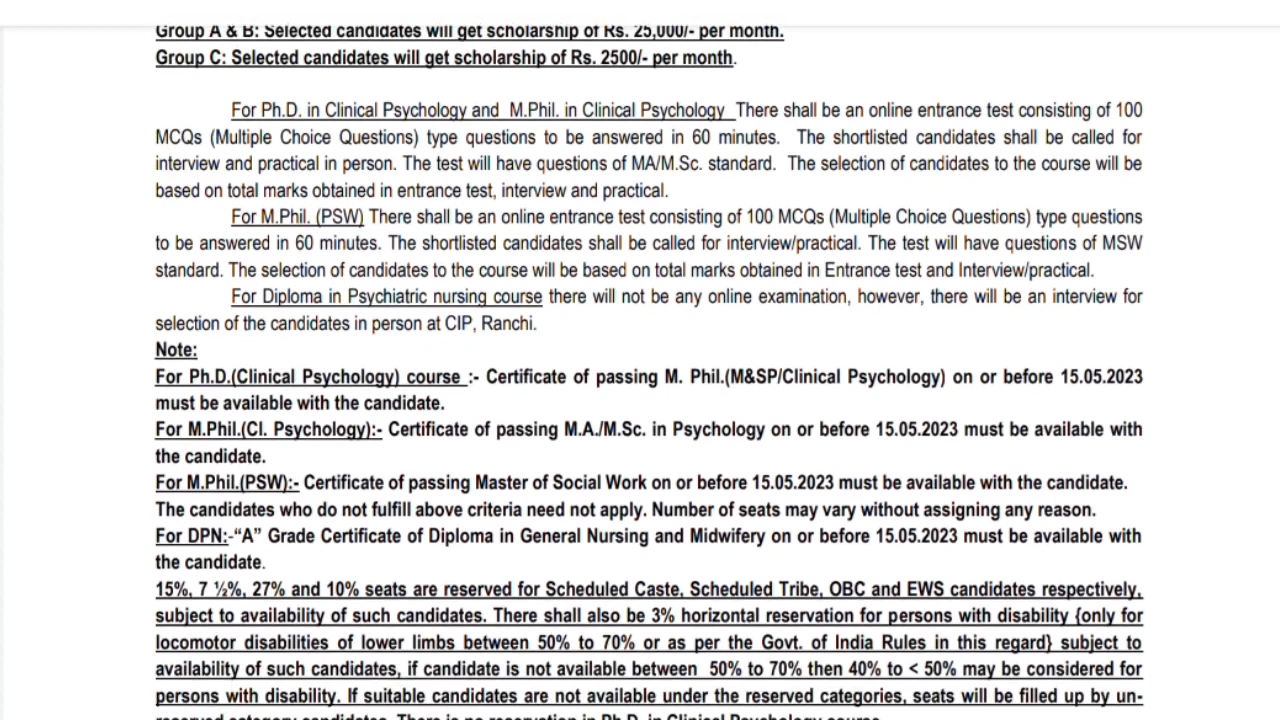 Group A & B: Selected candidates will get scholarship of Rs. 25,000/- per month.
Group C: Selected candidates will get scholarship of Rs. 2500/- per month.
For Ph.D. in Clinical Psychology and M.Phil. in Clinical Psychology There shall be an online entrance test consisting of 100
MCQs (Multiple Choice Questions) type questions to be answered in 60 minutes. The shortlisted candidates shall be called for
interview and practical in person. The test will have questions of MA/M.Sc. standard. The selection of candidates to the course will be
based on total marks obtained in entrance test, interview and practical.
For M.Phil. (PSW) There shall be an online entrance test consisting of 100 MCQs (Multiple Choice Questions) type questions
to be answered in 60 minutes. The shortlisted candidates shall be called for interview/practical. The test will have questions of MSW
standard. The selection of candidates to the course will be based on total marks obtained in Entrance test and Interview/practical.
For Diploma in Psychiatric nursing course there will not be any online examination, however, there will be an interview for
selection of the candidates in person at CIP, Ranchi.
Note:
For Ph.D.(Clinical Psychology) course :- Certificate of passing M. Phil.(M&SP/Clinical Psychology) on or before 15.05.2023
must be available with the candidate.
For M.Phil.(Cl. Psychology):- Certificate of passing M.A./M.Sc. in Psychology on or before 15.05.2023 must be available with
the candidate.
For M.Phil.(PSW):- Certificate of passing Master of Social Work on or before 15.05.2023 must be available with the candidate.
The candidates who do not fulfill above criteria need not apply. Number of seats may vary without assigning any reason.
For DPN:-“A” Grade Certificate of Diploma in General Nursing and Midwifery on or before 15.05.2023 must be available with
the candidate.
15%, 7 ½%, 27% and 10% seats are reserved for Scheduled Caste, Scheduled Tribe, OBC and EWS candidates respectively,
subject to availability of such candidates. There shall also be 3% horizontal reservation for persons with disability {only for
locomotor disabilities of lower limbs between 50% to 70% or as per the Govt. of India Rules in this regard} subject to
availability of such candidates, if candidate is not available between 50% to 70% then 40% to < 50% may be considered for
persons with disability. If suitable candidates are not available under the reserved categories, seats will be filled up by un-
reserved category candidates. There is no reservation in Ph.D. in Clinical Psychology course.